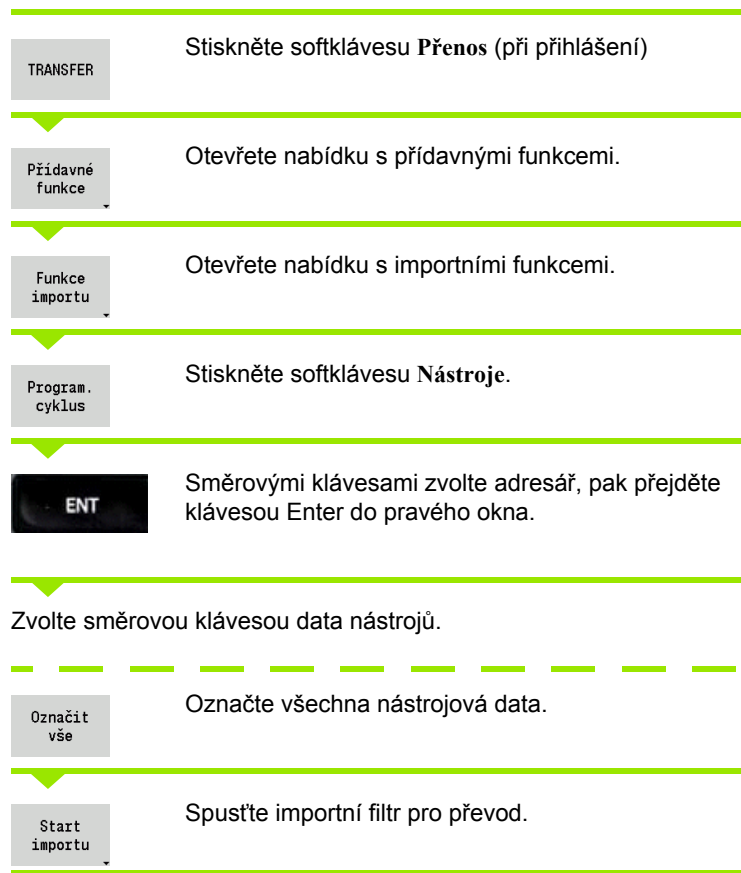 TRANSFER
Stiskněte softklávesu Přenos (při přihlášení)
Přídavné
funkce
Otevřete nabídku s přídavnými funkcemi.
Funkce
importu
Otevřete nabídku s importními funkcemi.
Program.
cyklus
Stiskněte softklávesu Nástroje.
ENT
Směrovými klávesami zvolte adresář, pak přejděte
klávesou Enter do pravého okna.
Zvolte směrovou klávesou data nástrojů.
Označit
vše
Označte všechna nástrojová data.
Start
importu
Spusťte importní filtr pro převod.